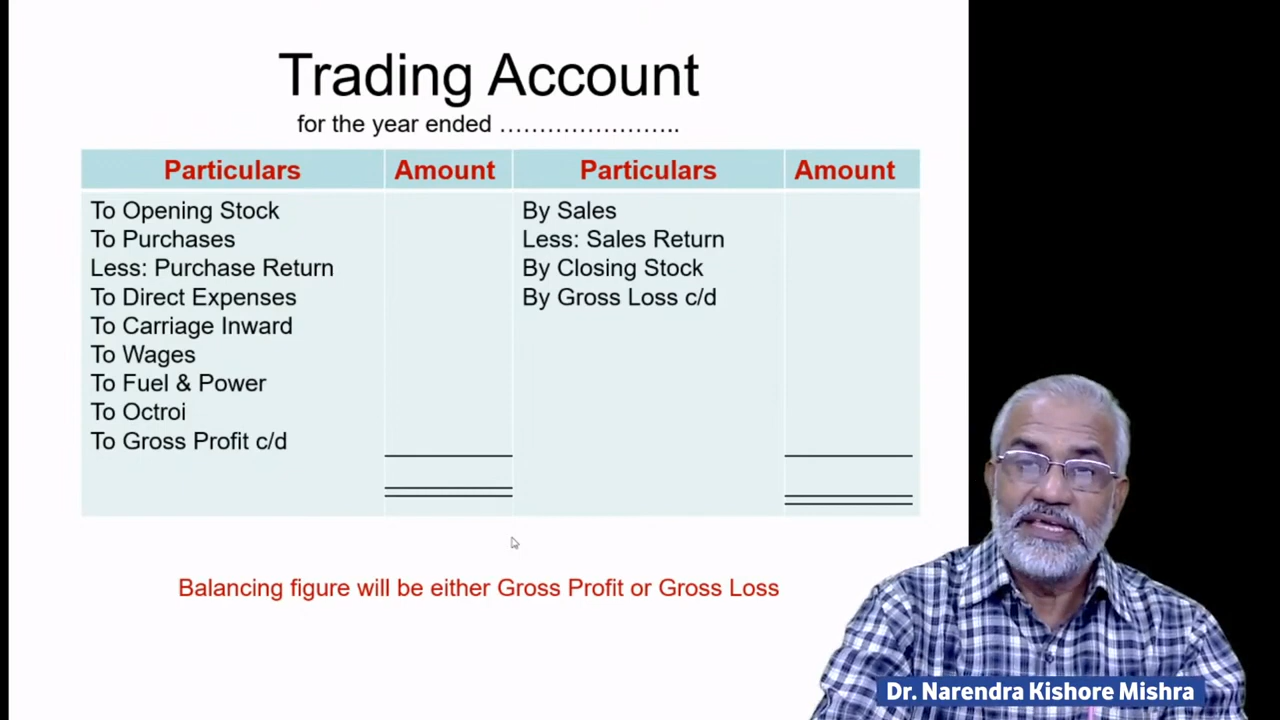 Trading Account
for the year ended ……………………..
Particulars Amount Particulars Amount
To Opening Stock
To Purchases
Less: Purchase Return
To Direct Expenses
To Carriage Inward
To Wages
To Fuel & Power
To Octroi
To Gross Profit c/d
By Sales
Less: Sales Return
By Closing Stock
By Gross Loss c/d
Balancing figure will be either Gross Profit or Gross Loss
Dr. Narendra Kishore Mishra